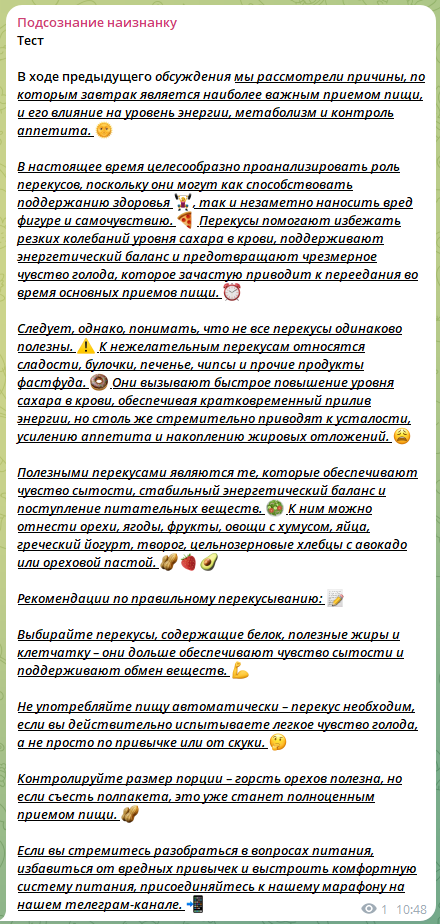 Подсознание наизнанку
Тест
В ходе предыдущего обсуждения мы рассмотрели причины, по
которым завтрак является наиболее важным приемом пищи,
и его влияние на уровень энергии, метаболизм и контроль
аппетита. 🌞
В настоящее время целесообразно проанализировать роль
перекусов, поскольку они могут как способствовать
поддержанию здоровья 🏋️‍♀️, так и незаметно наносить вред
фигуре и самочувствию. 🍕 Перекусы помогают избежать
резких колебаний уровня сахара в крови, поддерживают
энергетический баланс и предотвращают чрезмерное
чувство голода, которое зачастую приводит к переедания во
время основных приемов пищи. ⏰
Следует, однако, понимать, что не все перекусы одинаково
полезны. ⚠️ К нежелательным перекусам относятся
сладости, булочки, печенье, чипсы и прочие продукты
фастфуда. 🍩 Они вызывают быстрое повышение уровня
сахара в крови, обеспечивая кратковременный прилив
энергии, но столь же стремительно приводят к усталости,
усилению аппетита и накоплению жировых отложений. 😩
Полезными перекусами являются те, которые обеспечивают
чувство сытости, стабильный энергетический баланс и
поступление питательных веществ. 🥗 К ним можно
отнести орехи, ягоды, фрукты, овощи с хумусом, яйца,
греческий йогурт, творог, цельнозерновые хлебцы с авокадо
или ореховой пастой. 🥜🍓🥑
Рекомендации по правильному перекусыванию: 📝
Выбирайте перекусы, содержащие белок, полезные жиры и
клетчатку – они дольше обеспечивают чувство сытости и
поддерживают обмен веществ. 💪
Не употребляйте пищу автоматически – перекус необходим,
если вы действительно испытываете легкое чувство голода,
а не просто по привычке или от скуки. 🤔
Контролируйте размер порции – горсть орехов полезна, но
если съесть полпакета, это уже станет полноценным
приемом пищи. 🥜
Если вы стремитесь разобраться в вопросах питания,
избавиться от вредных привычек и выстроить комфортную
систему питания, присоединяйтесь к нашему марафону на
нашем телеграм-канале. 📲
1 10:48